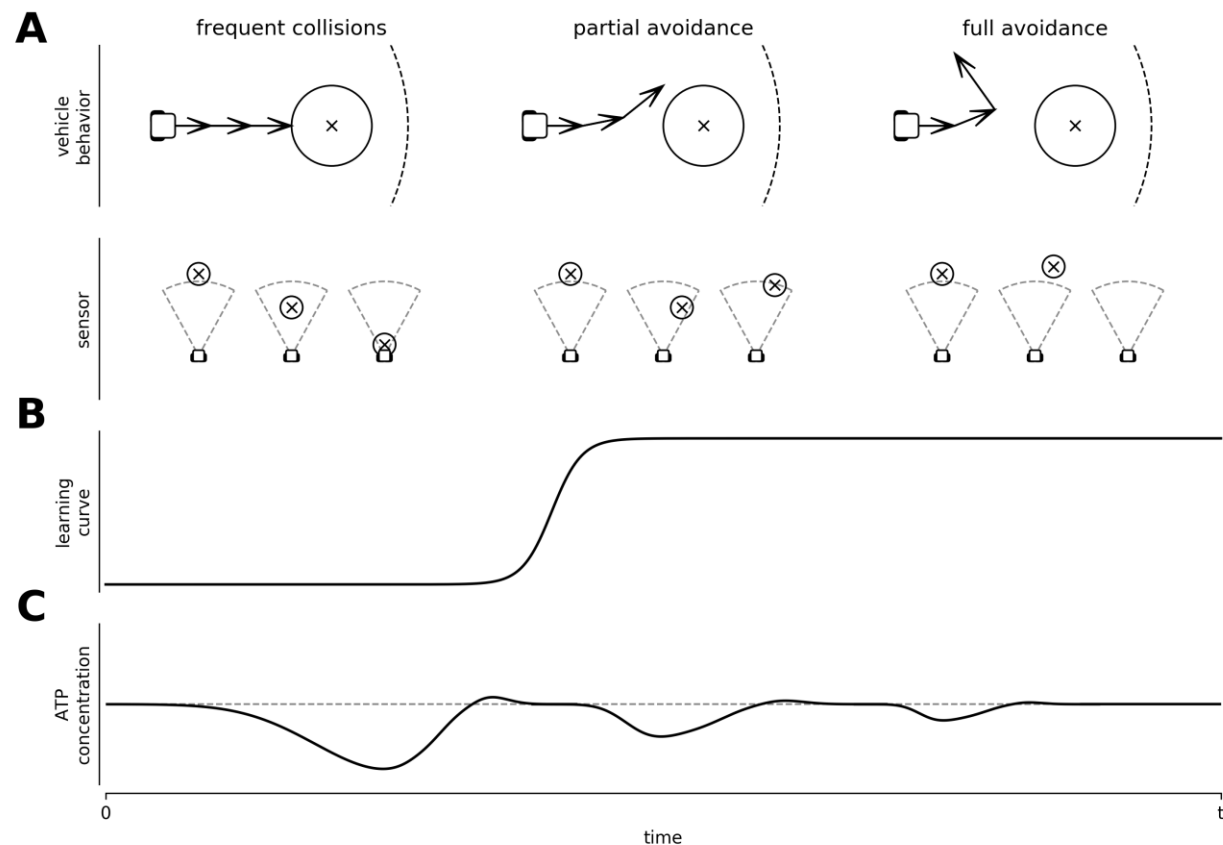 A
frequent collisions
partial avoidance
full avoidance
vehicle
behavior
sensor
B
learning
curve
C
ATP
concentration
0
t
time